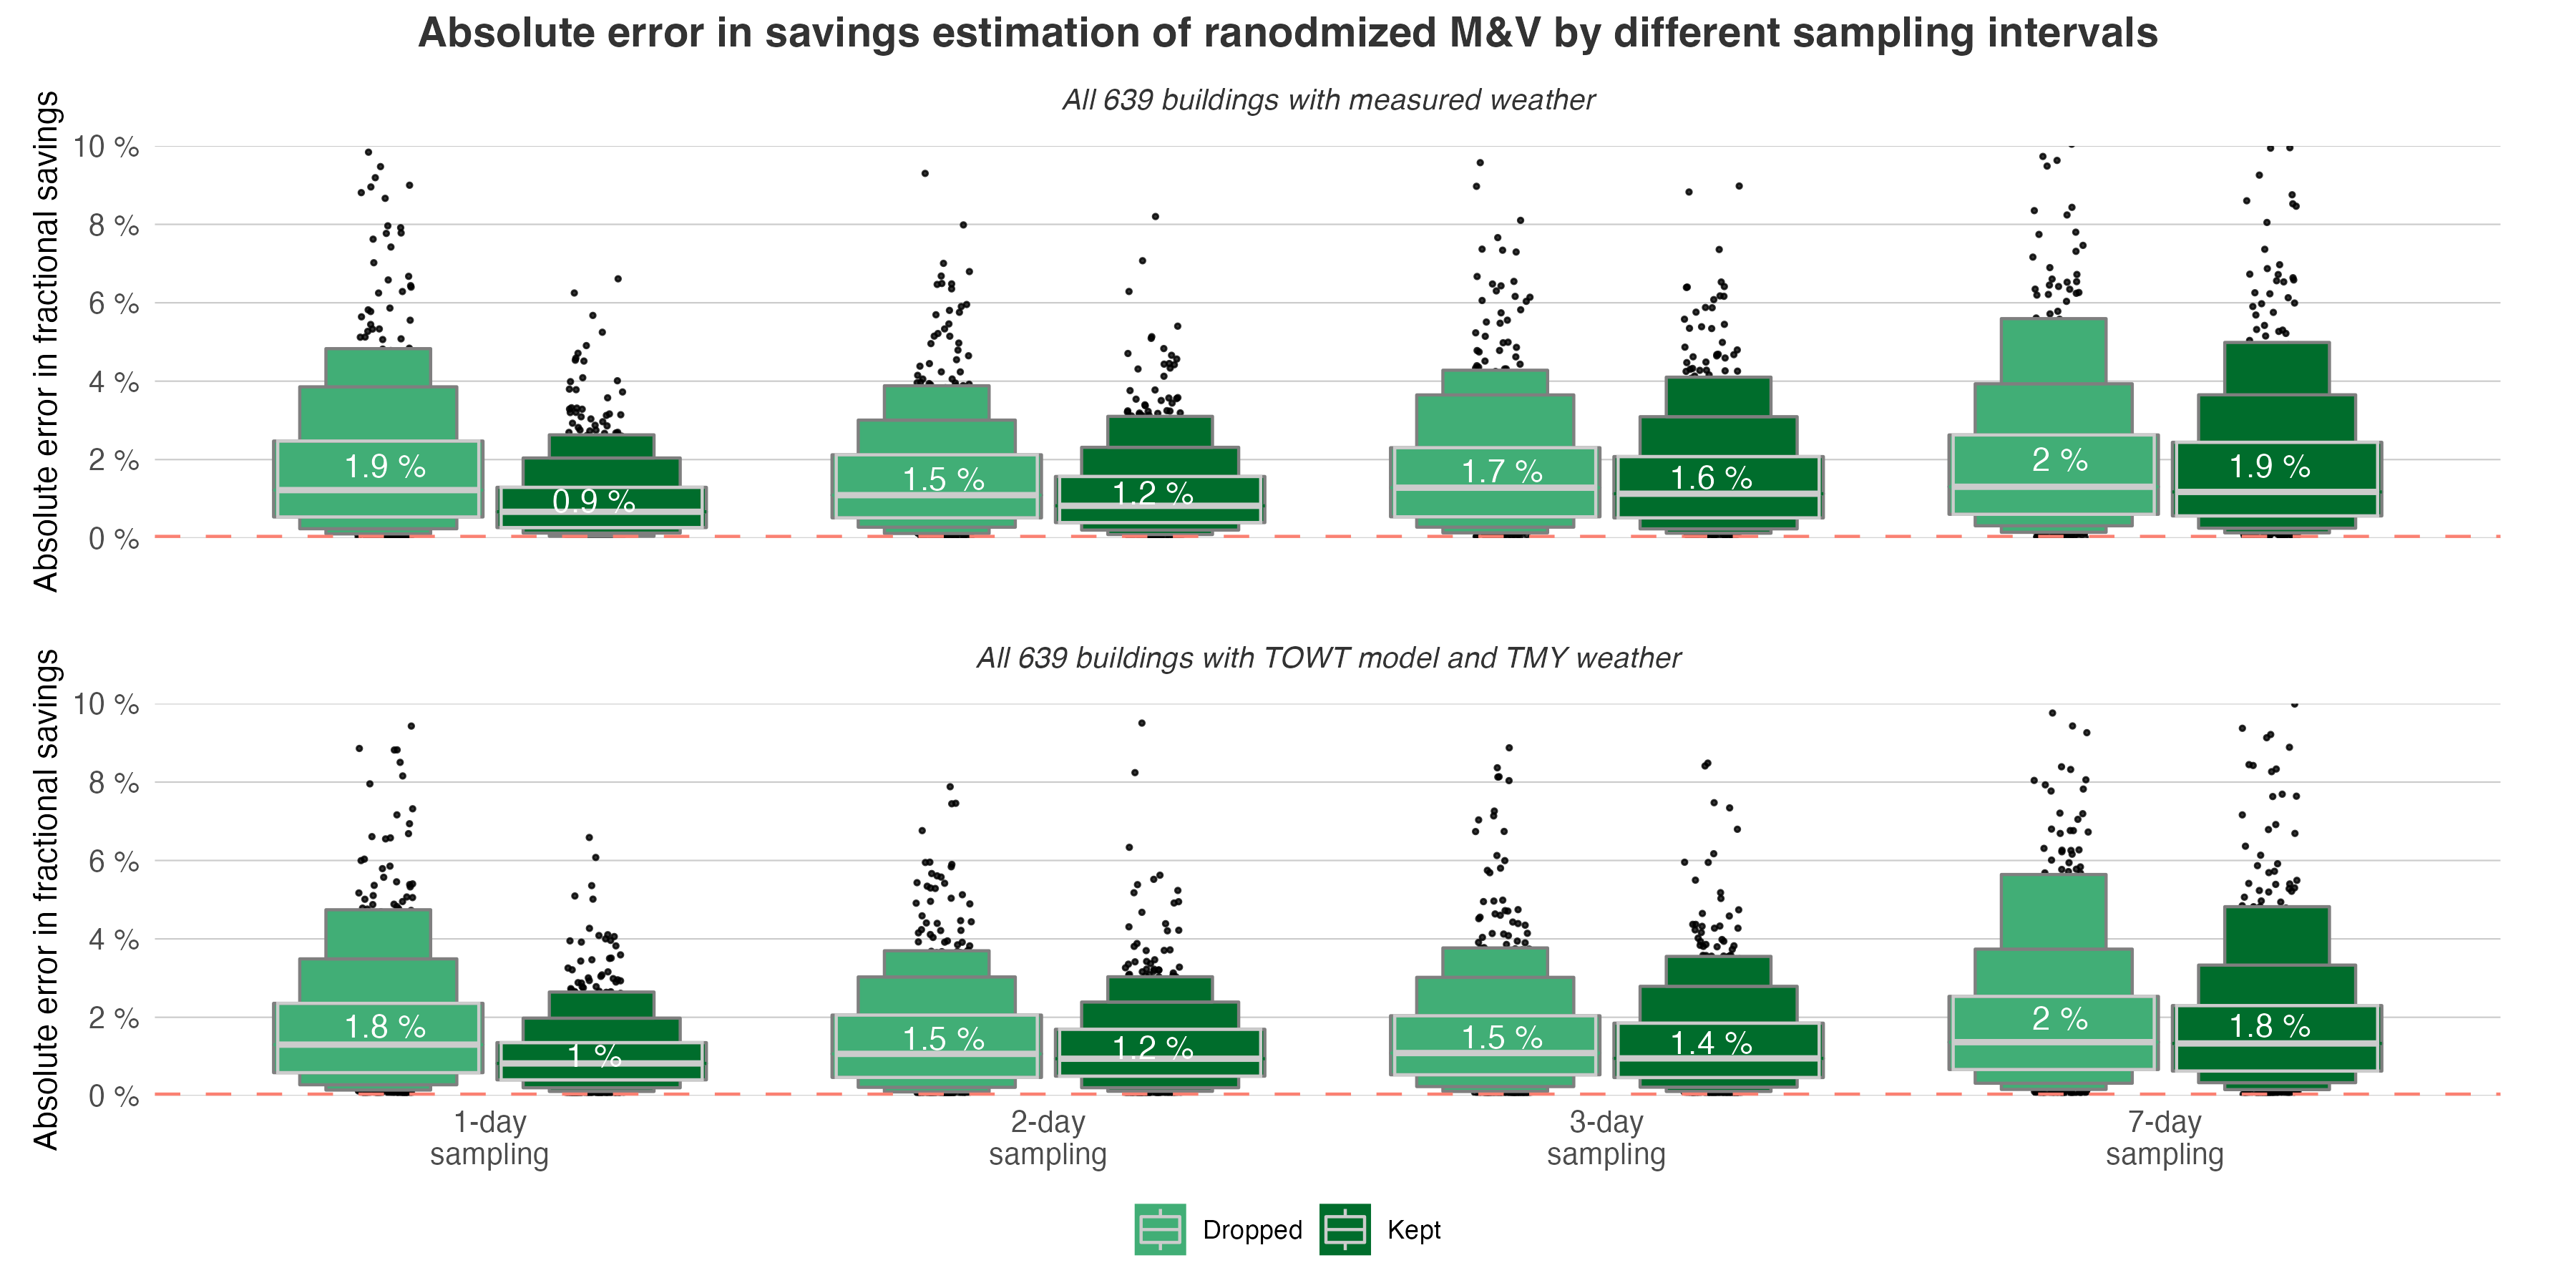 Absolute error in savings estimation of ranodmized M&V by different sampling intervals
All 639 buildings with measured weather
Absolute error in fractional savings
10 %
8 %
6 %
4 %
2 %
0 %
1.9 %
0.9 %
1.5 %
1.2 %
1.7 %
1.6 %
2 %
1.9 %
All 639 buildings with TOWT model and TMY weather
Absolute error in fractional savings
10 %
8 %
6 %
4 %
2 %
0 %
1.8 %
1 %
1.5 %
1.2 %
1.5 %
1.4 %
2 %
1.8 %
1-day
sampling
2-day
sampling
3-day
sampling
7-day
sampling
Dropped
Kept